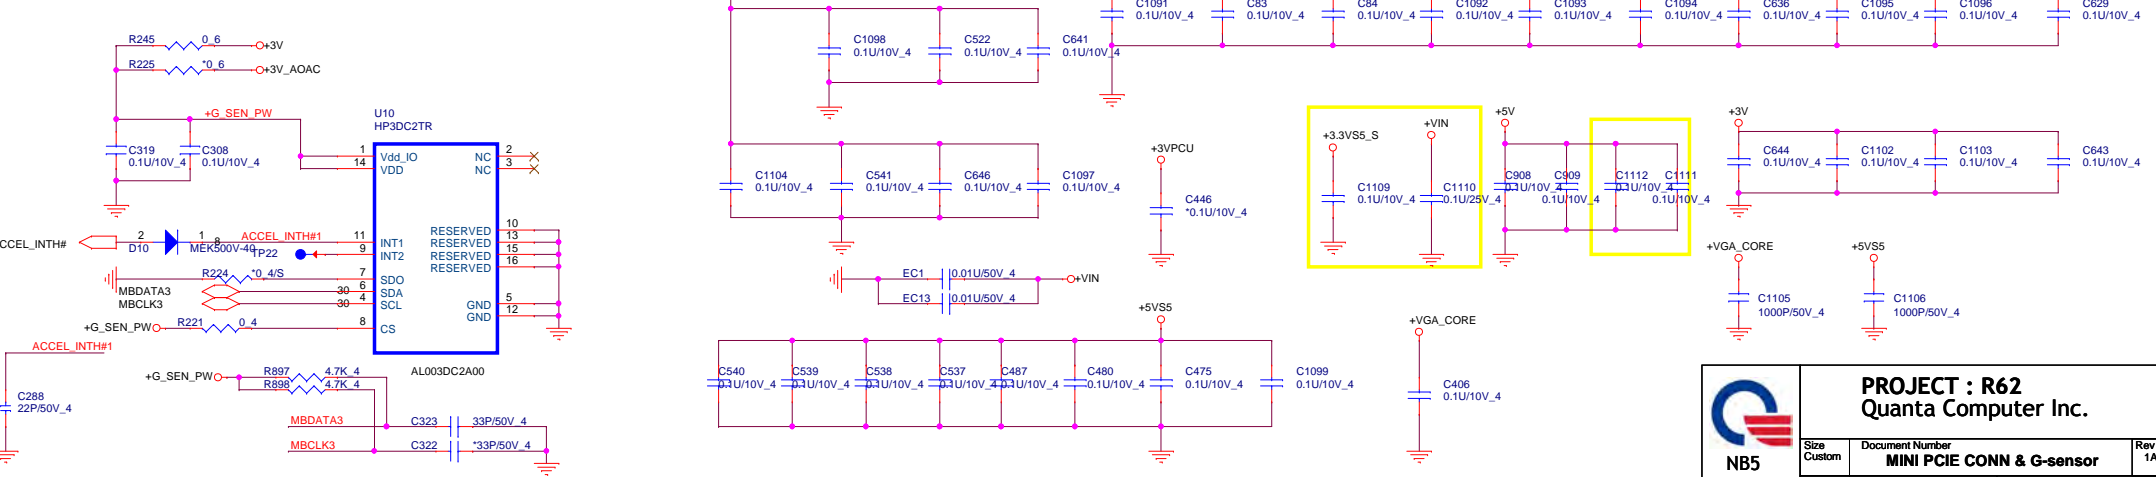 R245 0_6 +3V
R225 *0_6 +3V_AOAC
+G_SEN_PW
C319
0.1U/10V_4
C308
0.1U/10V_4
U10
HP3DC2TR
1 Vdd_IO
14 VDD
NC 2
NC 3
RESERVED 10
RESERVED 13
RESERVED 15
RESERVED 16
ACCEL_INTH#1 11 INT1
9 INT2
CCEL_INTH# 2 D10 1 8 MEK500V-40
TP22
R224 *0_4/S 7 SDO
MBDATA3 30 6 SDA
MBCLK3 30 4 SCL
GND 5
GND 12
+G_SEN_PW R221 0_4 8 CS
AL003DC2A00
ACCEL_INTH#1
C288
22P/50V_4
+G_SEN_PW R897 4.7K_4
R898 4.7K_4
MBDATA3 C323 33P/50V_4
MBCLK3 C322 *33P/50V_4
C1091
0.1U/10V_4
C83
0.1U/10V_4
C84
0.1U/10V_4
C1092
0.1U/10V_4
C1093
0.1U/10V_4
C1094
0.1U/10V_4
C636
0.1U/10V_4
C1095
0.1U/10V_4
C1096
0.1U/10V_4
C629
0.1U/10V_4
C1098
0.1U/10V_4
C522
0.1U/10V_4
C641
0.1U/10V_4
C1104
0.1U/10V_4
C541
0.1U/10V_4
C646
0.1U/10V_4
C1097
0.1U/10V_4
+3VPCU
C446
*0.1U/10V_4
+3.3VS5_S
C1109
0.1U/10V_4
+VIN
C1110
0.1U/25V_4
+5V
C908
0.1U/10V_4
C909
0.1U/10V_4
C1112
0.1U/10V_4
C1111
0.1U/10V_4
+3V
C644
0.1U/10V_4
C1102
0.1U/10V_4
C1103
0.1U/10V_4
C643
0.1U/10V_4
EC1 0.01U/50V_4 +VIN
EC13 0.01U/50V_4
+VGA_CORE
C1105
1000P/50V_4
+5VS5
C1106
1000P/50V_4
+5VS5
C540
0.1U/10V_4
C539
0.1U/10V_4
C538
0.1U/10V_4
C537
0.1U/10V_4
C487
0.1U/10V_4
C480
0.1U/10V_4
C475
0.1U/10V_4
C1099
0.1U/10V_4
+VGA_CORE
C406
0.1U/10V_4
NB5
PROJECT : R62
Quanta Computer Inc.
Size
Custom
Document Number
MINI PCIE CONN & G-sensor
Rev
1A